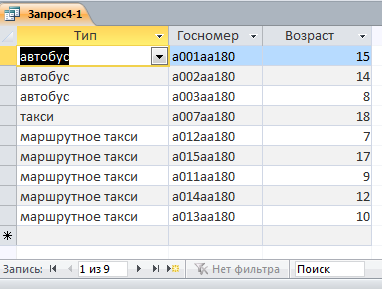 Запрос4-1
Тип Госномер Возраст
автобус а001аа180 15
автобус а002аа180 14
автобус а003аа180 8
такси а007аа180 18
маршрутное такси а012аа180 7
маршрутное такси а015аа180 17
маршрутное такси а011аа180 9
маршрутное такси а014аа180 12
маршрутное такси а013аа180 10
Запись: 1 из 9 Нет фильтра Поиск